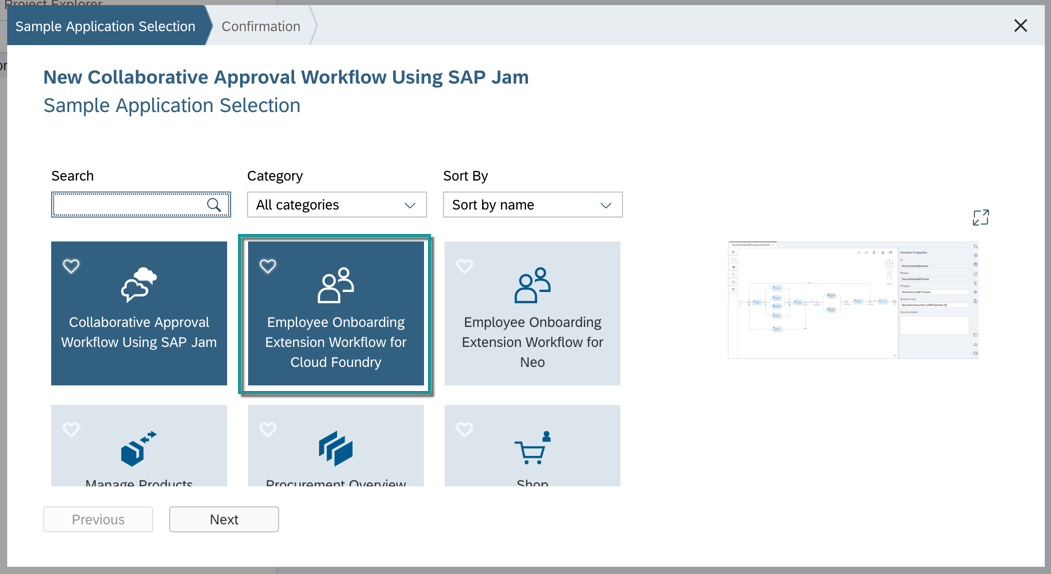 Project Explorer
Sample Application Selection
Confirmation
New Collaborative Approval Workflow Using SAP Jam
Sample Application Selection
Search
Category
Sort By
All categories
Sort by name
Collaborative Approval
Workflow Using SAP Jam
Employee Onboarding
Extension Workflow for
Cloud Foundry
Employee Onboarding
Extension Workflow for
Neo
Manage Products
Procurement Overview
Shop
Previous
Next